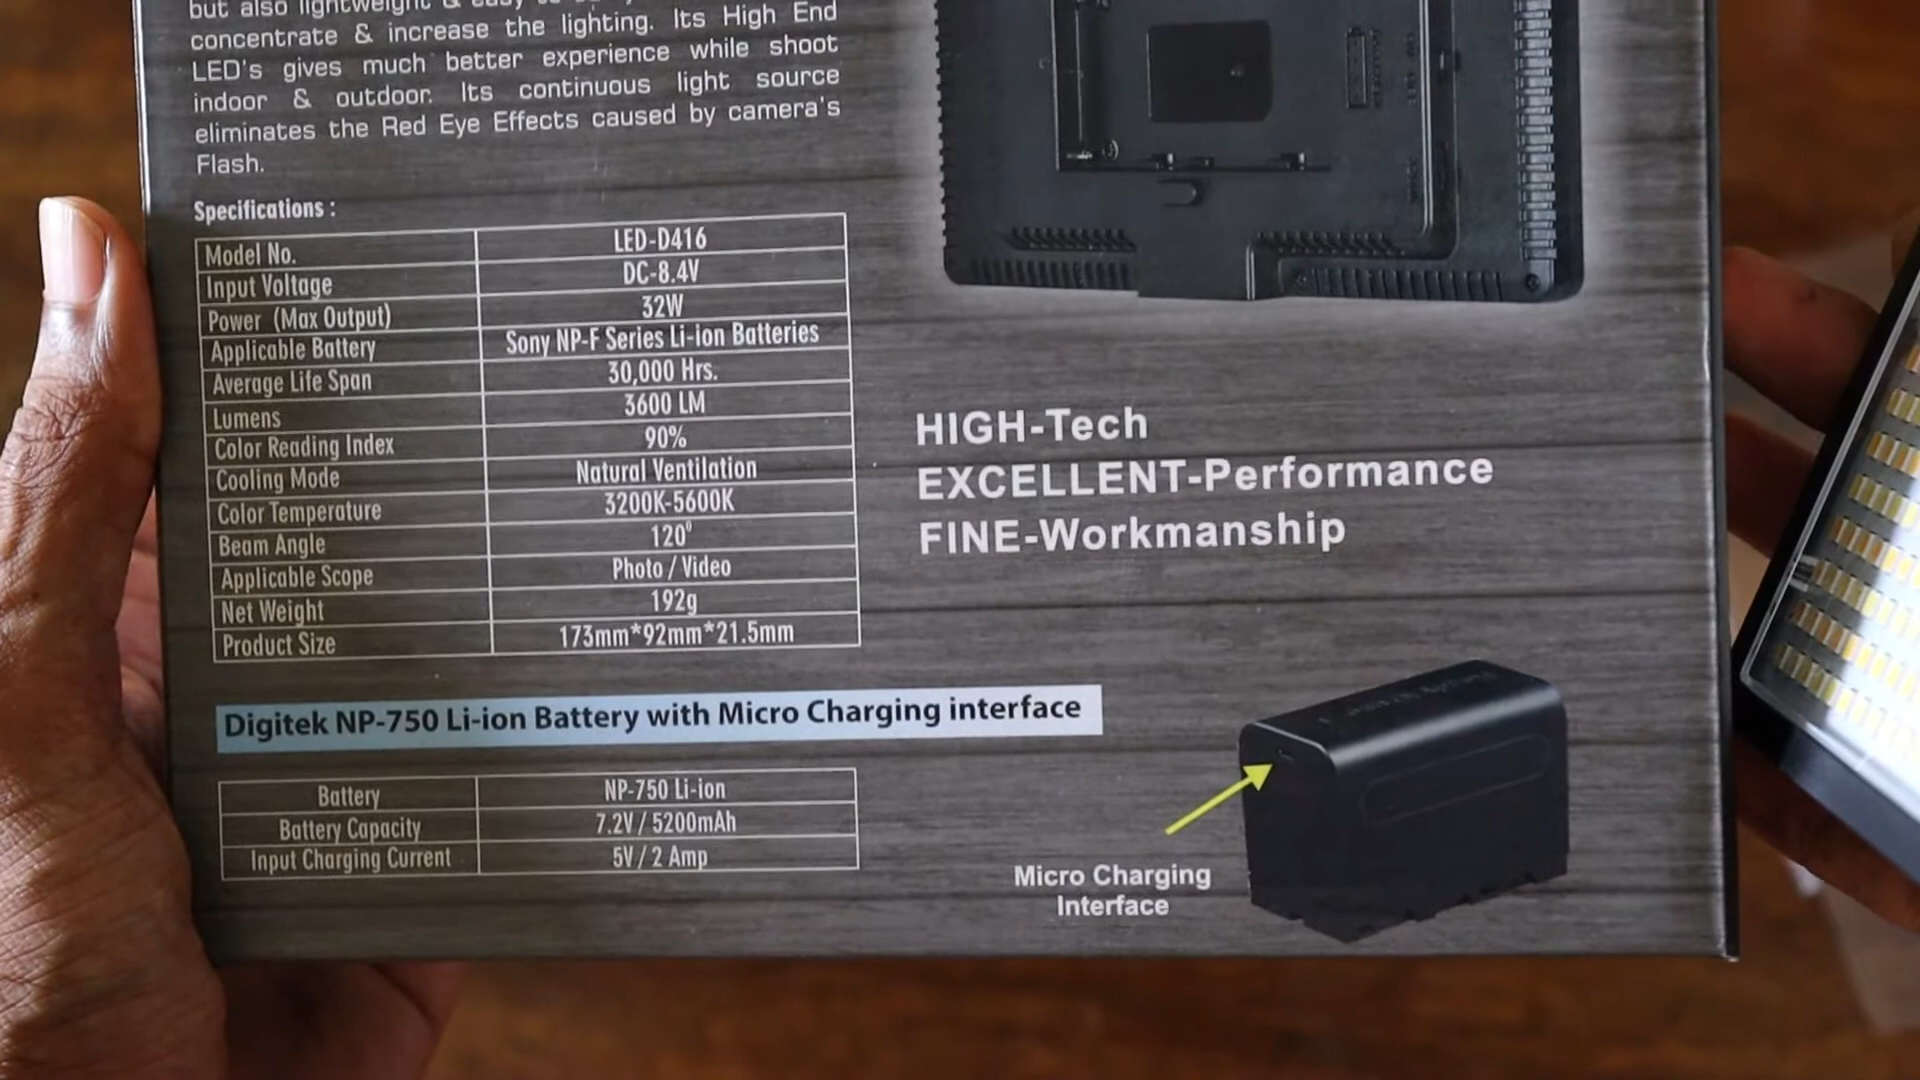 but also lightweight &
concentrate & increase the lighting. Its High End
LED's gives much better experience while shoot
indoor & outdoor. Its continuous light source
eliminates the Red Eye Effects caused by camera's
Flash.
Specifications :
Model No. LED-D416
Input Voltage DC-8.4V
Power (Max Output) 32W
Applicable Battery Sony NP-F Series Li-ion Batteries
Average Life Span 30,000 Hrs.
Lumens 3600 LM
Color Reading Index 90%
Cooling Mode Natural Ventilation
Color Temperature 3200K-5600K
Beam Angle 120⁰
Applicable Scope Photo / Video
Net Weight 192g
Product Size 173mm*92mm*21.5mm
HIGH-Tech
EXCELLENT-Performance
FINE-Workmanship
Digitek NP-750 Li-ion Battery with Micro Charging interface
Battery NP-750 Li-ion
Battery Capacity 7.2V / 5200mAh
Input Charging Current 5V / 2 Amp
Micro Charging
Interface